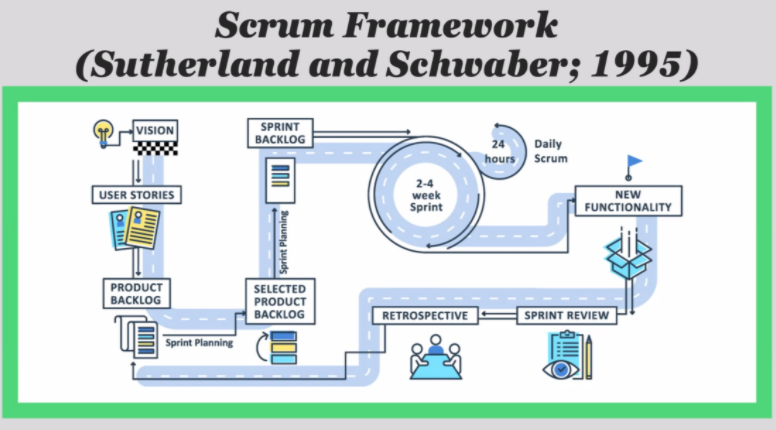 Scrum Framework
(Sutherland and Schwaber; 1995)
VISION
USER STORIES
PRODUCT
BACKLOG
Sprint Planning
SELECTED
PRODUCT
BACKLOG
Sprint Planning
SPRINT
BACKLOG
2-4
week
Sprint
24
hours
Daily
Scrum
NEW
FUNCTIONALITY
SPRINT REVIEW
RETROSPECTIVE